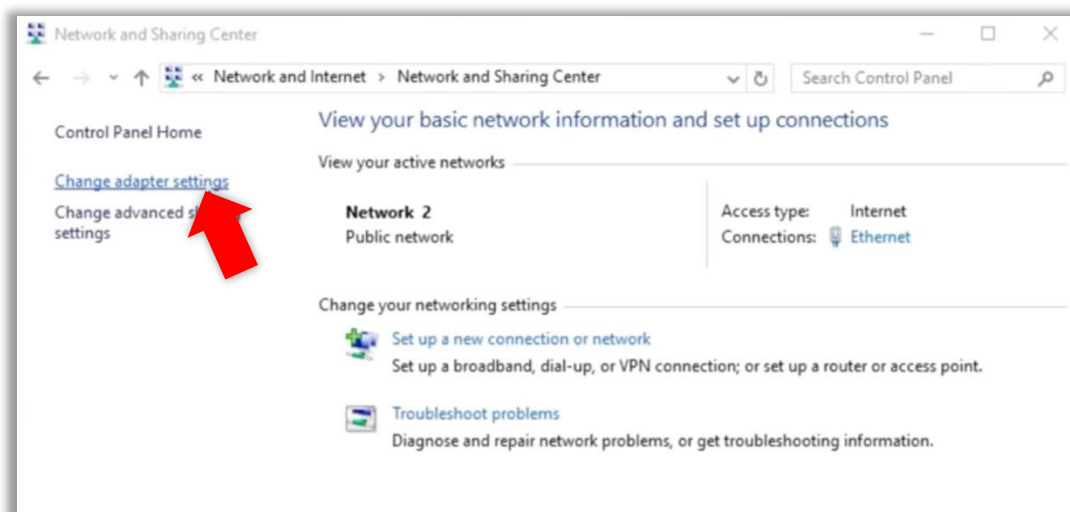 Network and Sharing Center
« Network and Internet › Network and Sharing Center
Search Control Panel
Control Panel Home
Change adapter settings
Change advanced
settings
View your basic network information and set up connections
View your active networks
Network 2
Public network
Access type: Internet
Connections: Ethernet
Change your networking settings
Set up a new connection or network
Set up a broadband, dial-up, or VPN connection; or set up a router or access point.
Troubleshoot problems
Diagnose and repair network problems, or get troubleshooting information.